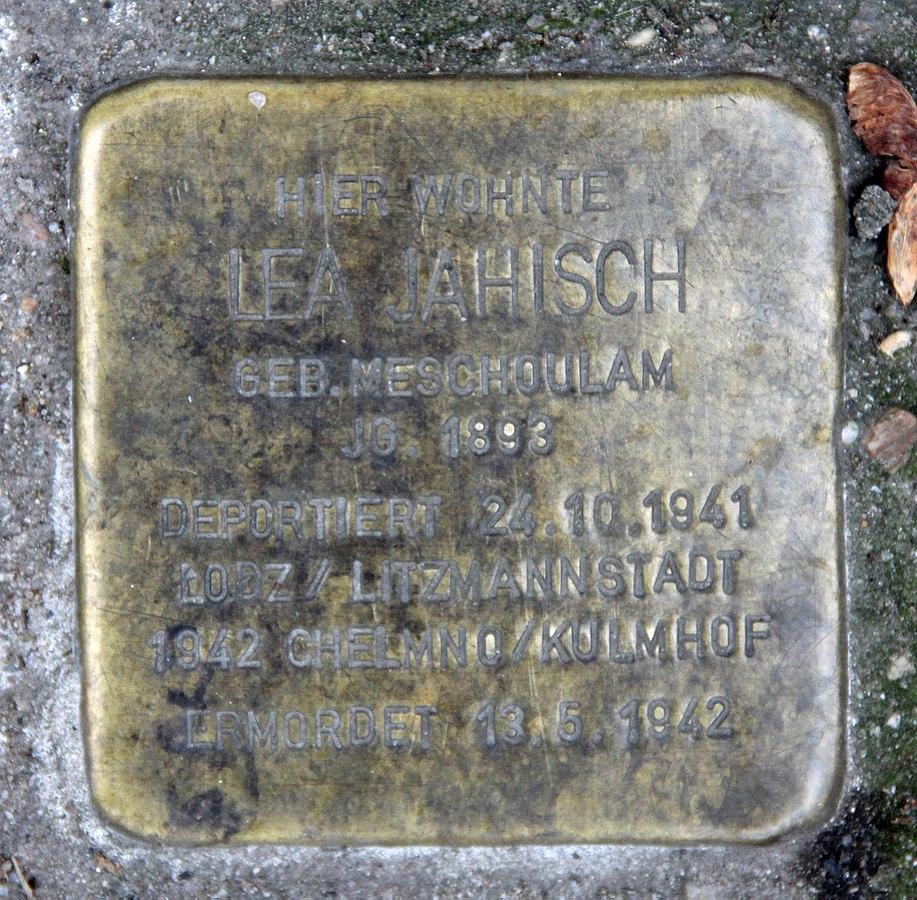 HIER WOHNTE
LEA JAHISCH
GEB. MESCHOULAM
JG. 1893
DEPORTIERT 24.10.1941
ŁODZ / LITZMANNSTADT
1942 CHELMNO/KULMHOF
ERMORDET 13.5.1942